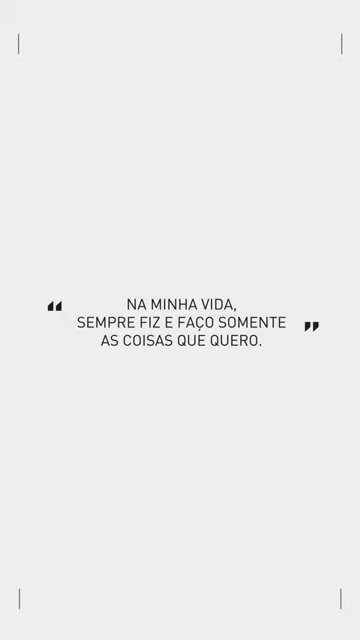 “ NA MINHA VIDA,
SEMPRE FIZ E FAÇO SOMENTE
AS COISAS QUE QUERO. ”